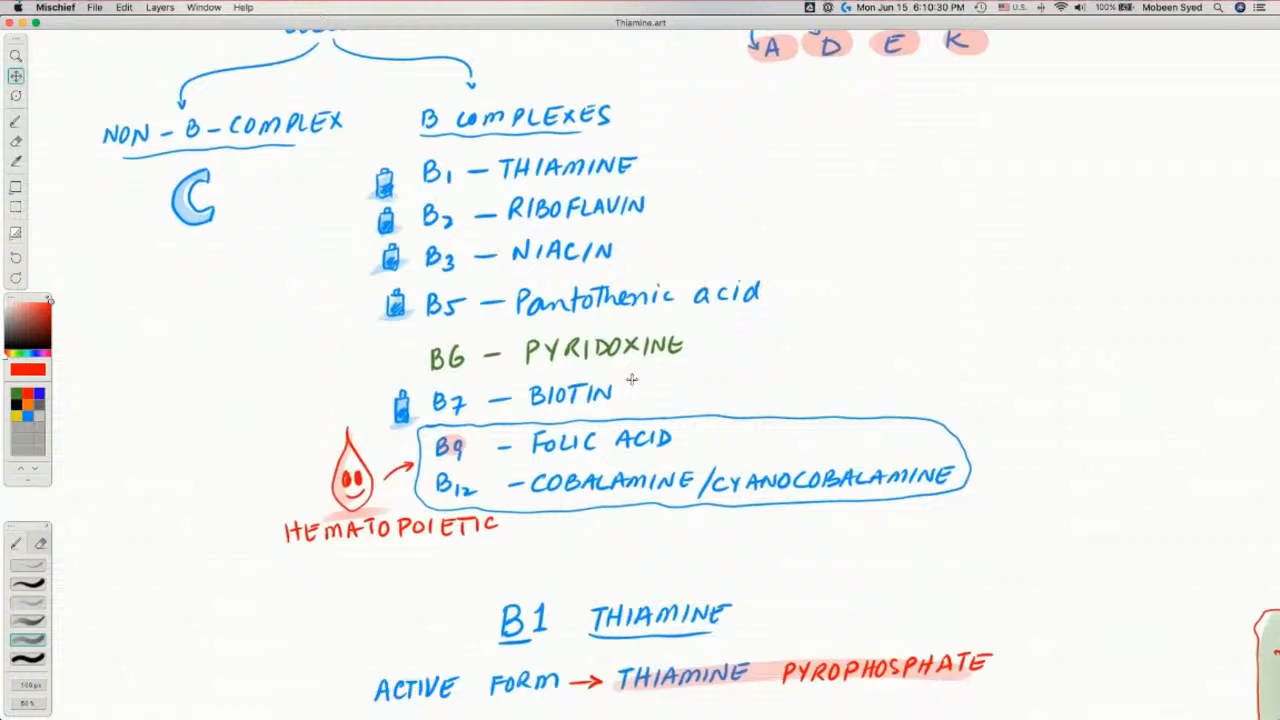 Mischief File Edit Layers Window Help
100% Mon Jun 15 6:10:30 PM U.S. Mobeen Syed
Thiamine.art
A D E K
NON-B-COMPLEX
C
B COMPLEXES
B1 - THIAMINE
B2 - RIBOFLAVIN
B3 - NIACIN
B5 - Pantothenic acid
B6 - PYRIDOXINE
B7 - BIOTIN
B9 - FOLIC ACID
B12 - COBALAMINE/CYANOCOBALAMINE
HEMATOPOIETIC
B1 THIAMINE
ACTIVE FORM → THIAMINE PYROPHOSPHATE